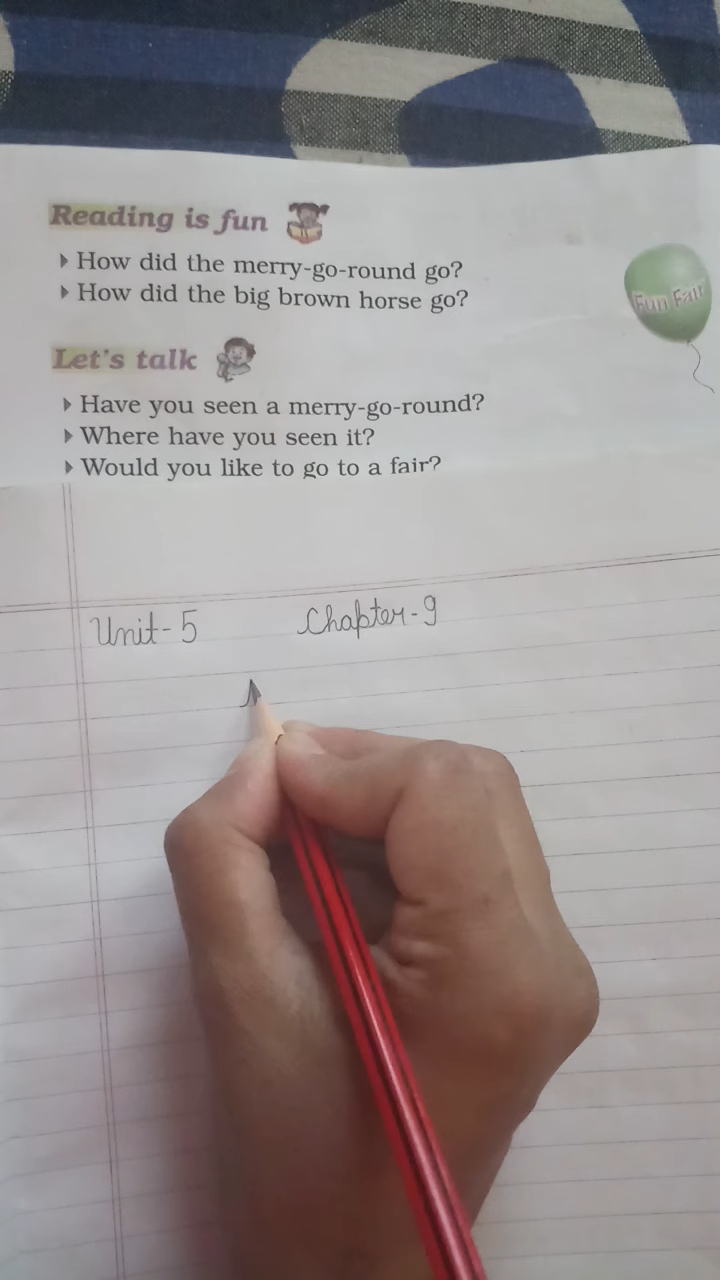 Reading is fun
How did the merry-go-round go?
How did the big brown horse go?
Fun Fair
Let's talk
Have you seen a merry-go-round?
Where have you seen it?
Would you like to go to a fair?
Unit-5 Chapter-9